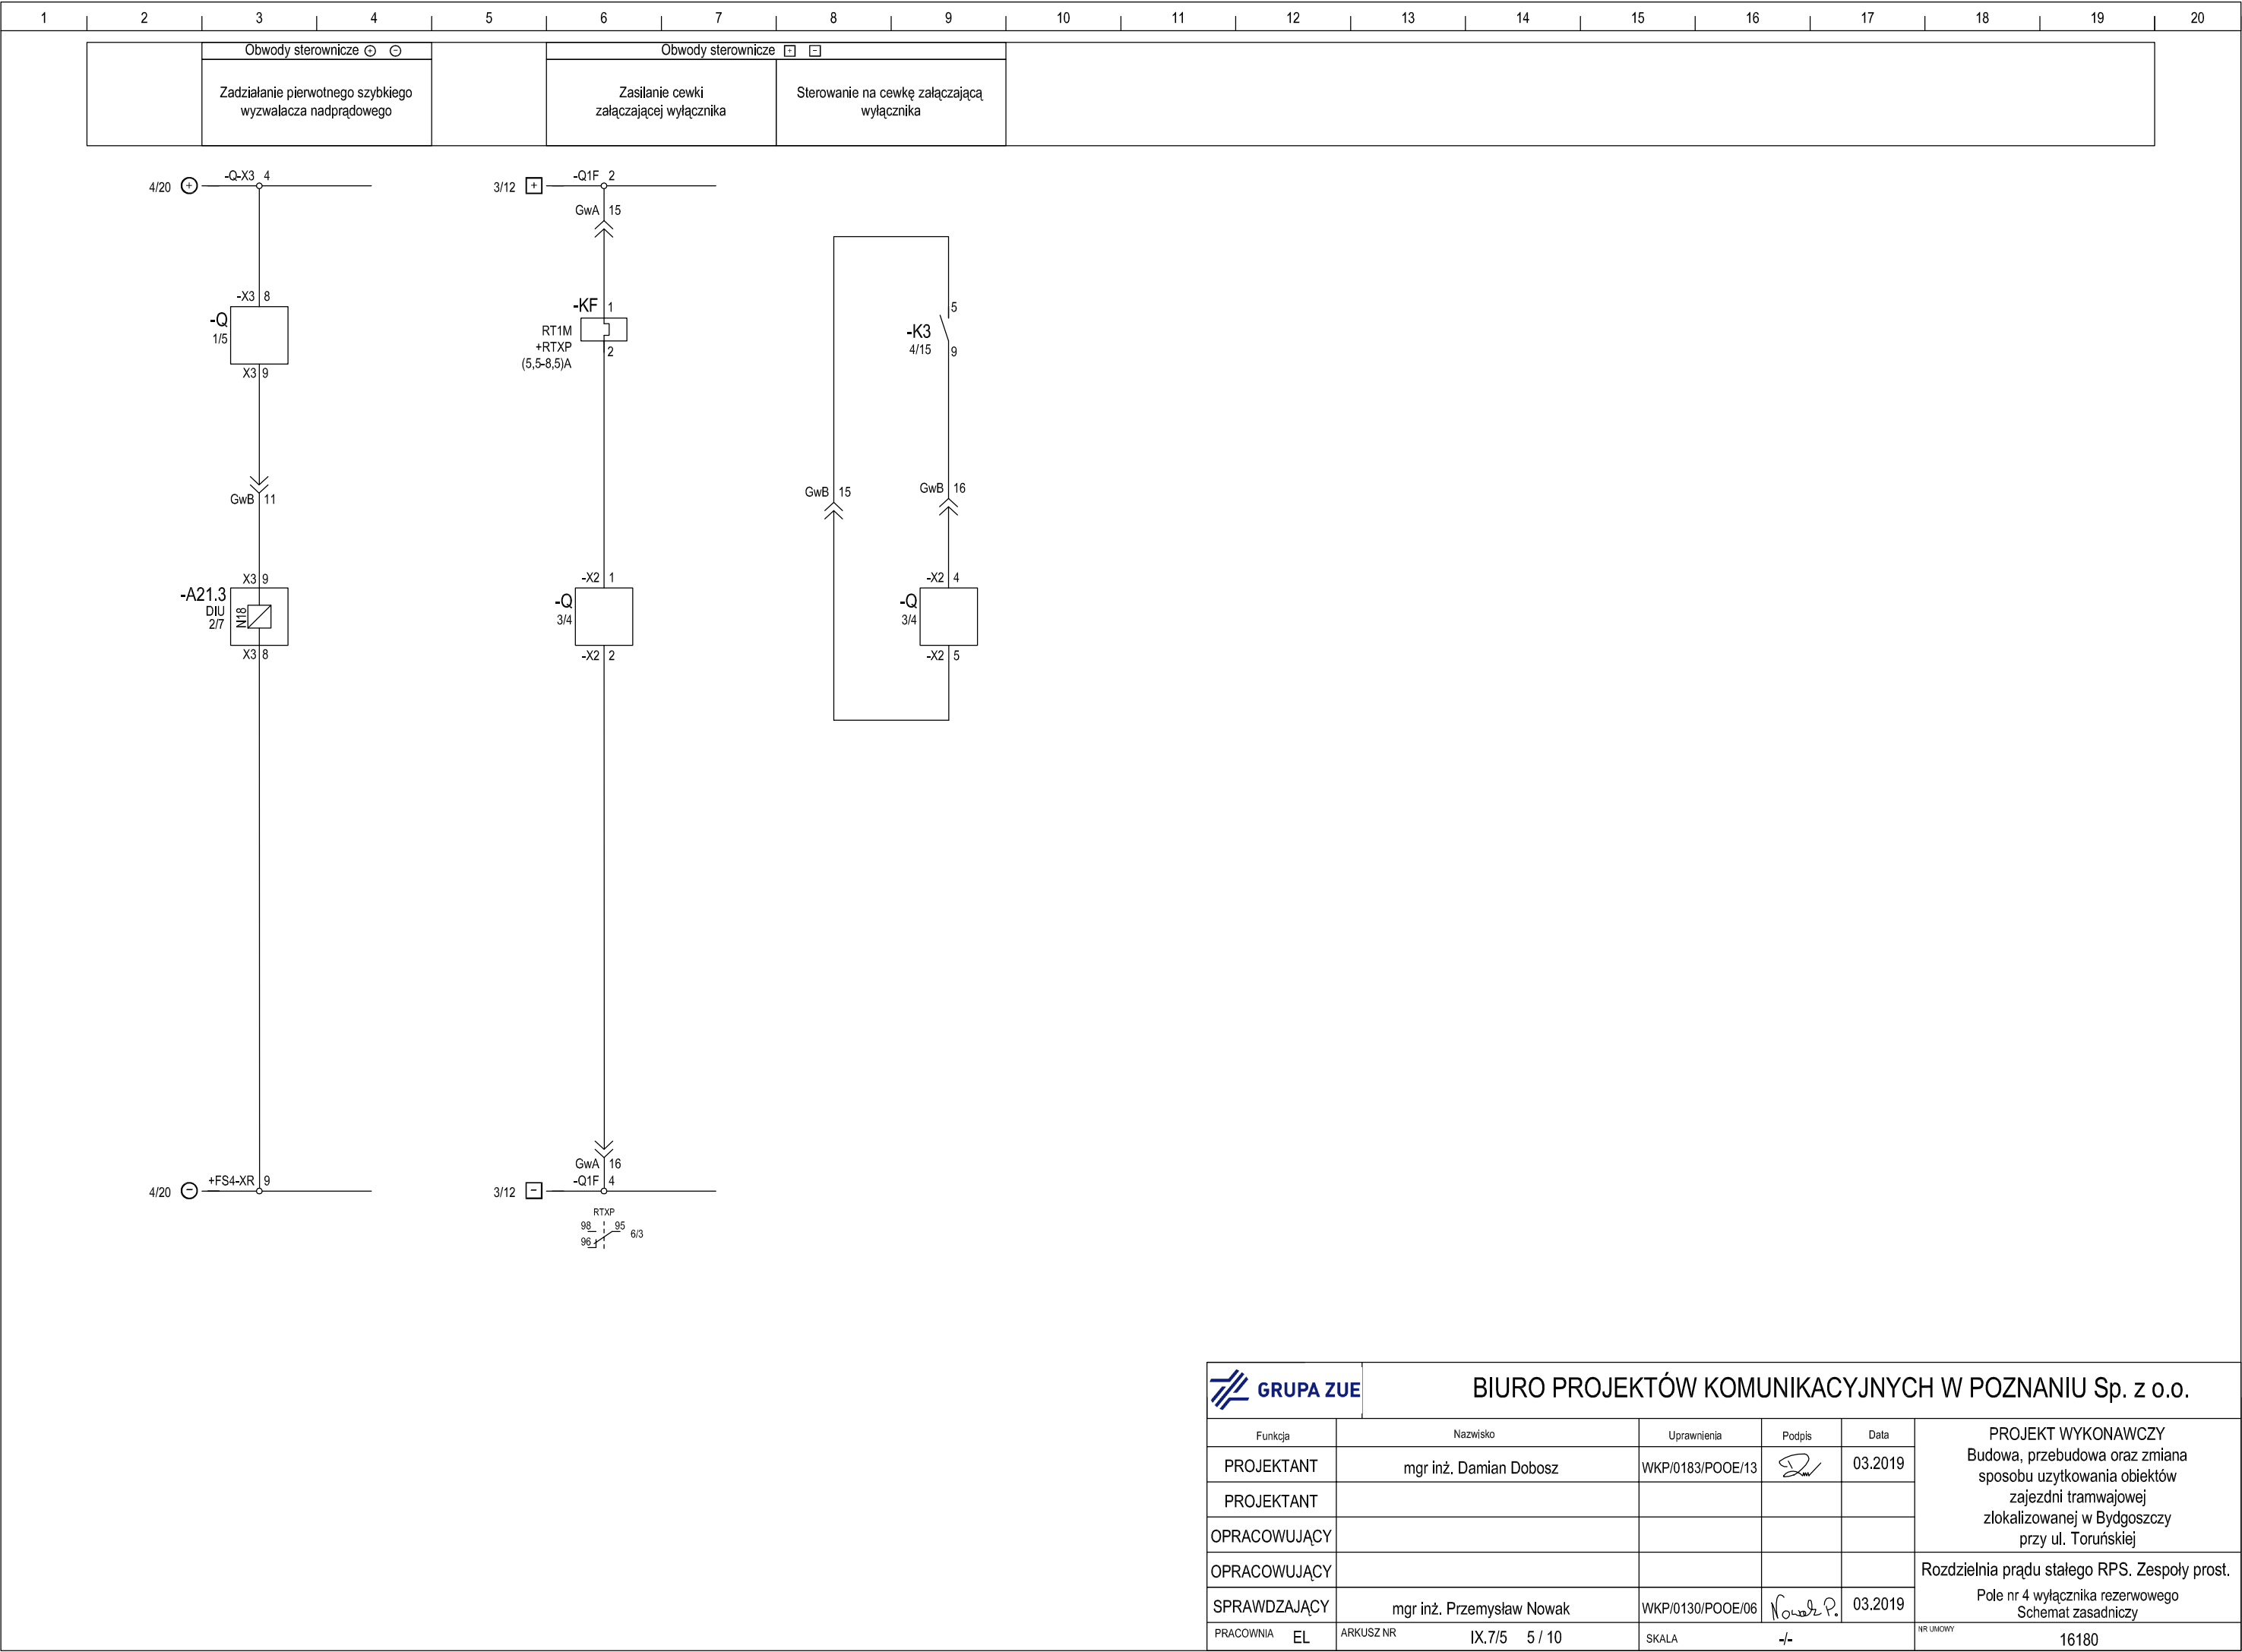 1 2 3 4 5 6 7 8 9 10 11 12 13 14 15 16 17 18 19 20
Obwody sterownicze + -
Zadziałanie pierwotnego szybkiego
wyzwalacza nadprądowego
Obwody sterownicze + -
Zasilanie cewki
załączającej wyłącznika
Sterowanie na cewkę załączającą
wyłącznika
4/20 + -Q-X3 4
-X3 8
-Q
1/5
X3 9
GwB 11
X3 9
-A21.3
DIU
2/7
N18
X3 8
4/20 - +FS4-XR 9
3/12 + -Q1F 2
GwA 15
-KF 1
RT1M
+RTXP
(5,5-8,5)A
2
-X2 1
-Q
3/4
-X2 2
GwA 16
3/12 - -Q1F 4
RTXP
98 95
96
6/3
5
-K3
4/15 9
GwB 15
GwB 16
-X2 4
-Q
3/4
-X2 5
GRUPA ZUE
BIURO PROJEKTÓW KOMUNIKACYJNYCH W POZNANIU Sp. z o.o.
Funkcja Nazwisko Uprawnienia Podpis Data
PROJEKTANT mgr inż. Damian Dobosz WKP/0183/POOE/13 03.2019
PROJEKTANT
OPRACOWUJĄCY
OPRACOWUJĄCY
SPRAWDZAJĄCY mgr inż. Przemysław Nowak WKP/0130/POOE/06 Nowak P. 03.2019
PRACOWNIA EL ARKUSZ NR IX.7/5 5 / 10 SKALA -/-
PROJEKT WYKONAWCZY
Budowa, przebudowa oraz zmiana
sposobu uzytkowania obiektów
zajezdni tramwajowej
zlokalizowanej w Bydgoszczy
przy ul. Toruńskiej
Rozdzielnia prądu stałego RPS. Zespoły prost.
Pole nr 4 wyłącznika rezerwowego
Schemat zasadniczy
NR UMOWY 16180